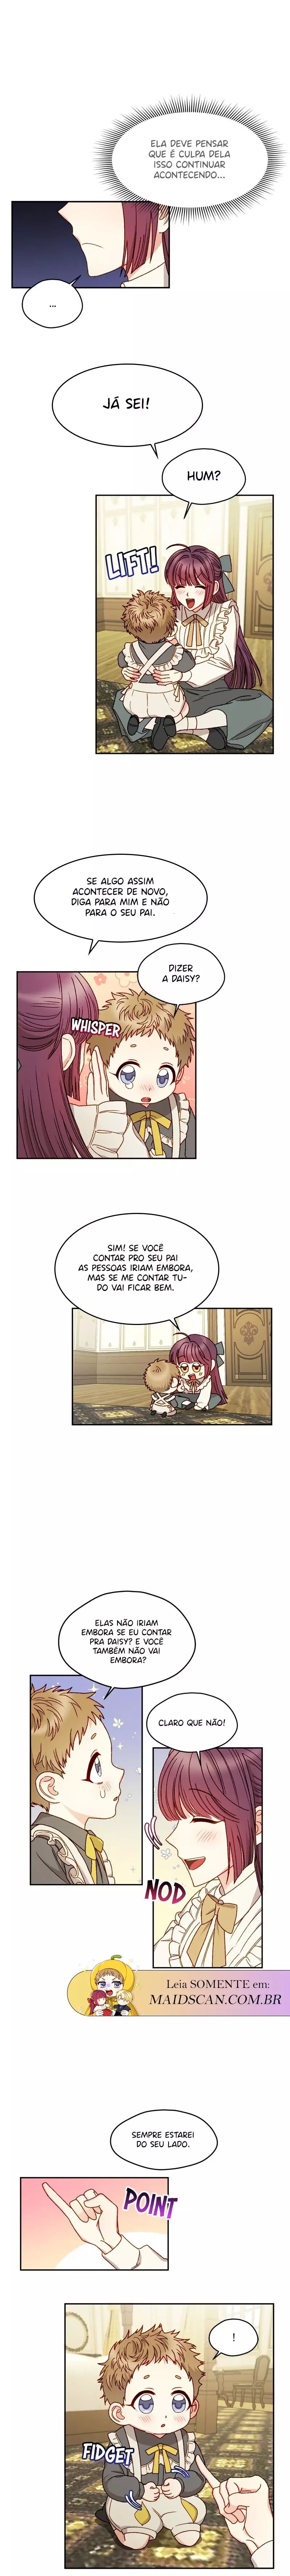 ELA DEVE PENSAR
QUE É CULPA DELA
ISSO CONTINUAR
ACONTECENDO...
...
JÁ SEI!
HUM?
LIFT!
SE ALGO ASSIM
ACONTECER DE NOVO,
DIGA PARA MIM E NÃO
PARA O SEU PAI.
DIZER
A DAISY?
WHISPER
SIM! SE VOCÊ
CONTAR PRO SEU PAI
AS PESSOAS IRIAM EMBORA,
MAS SE ME CONTAR TU-
DO VAI FICAR BEM.
ELAS NÃO IRIAM
EMBORA SE EU CONTAR
PRA DAISY? E VOCÊ
TAMBÉM NÃO VAI
EMBORA?
CLARO QUE NÃO!
NOD
Leia SOMENTE em:
MAIDSCAN.COM.BR
SEMPRE ESTAREI
DO SEU LADO.
POINT
!
FIDGET